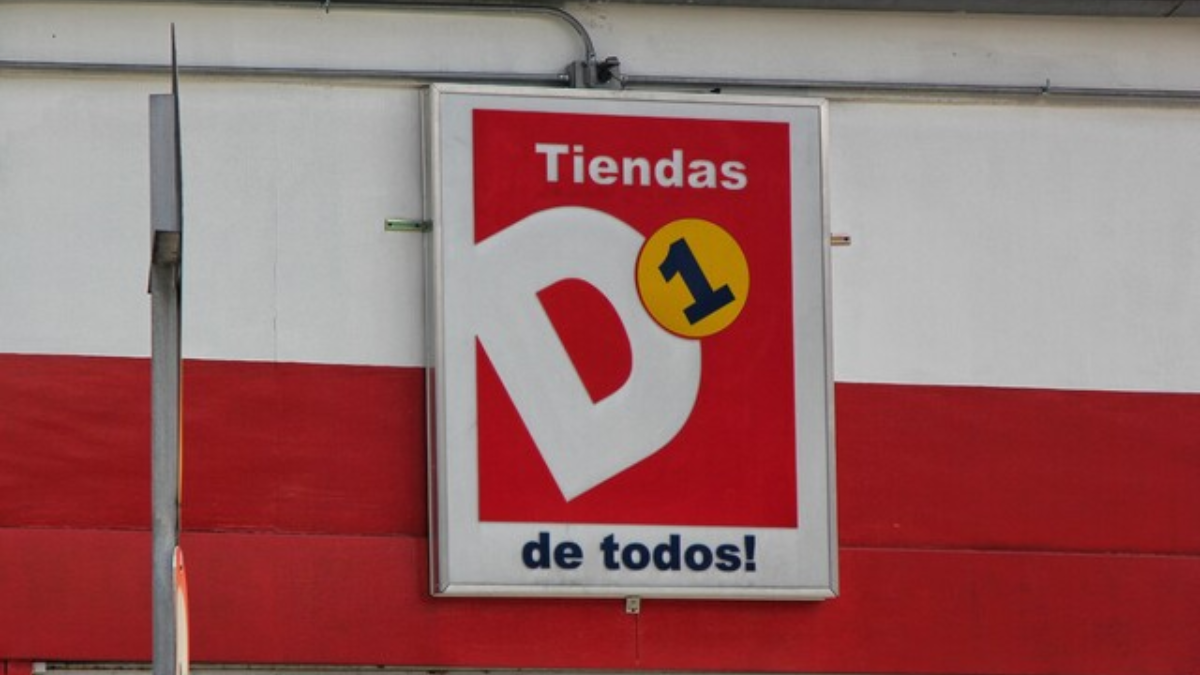 Tiendas
D1
de todos!